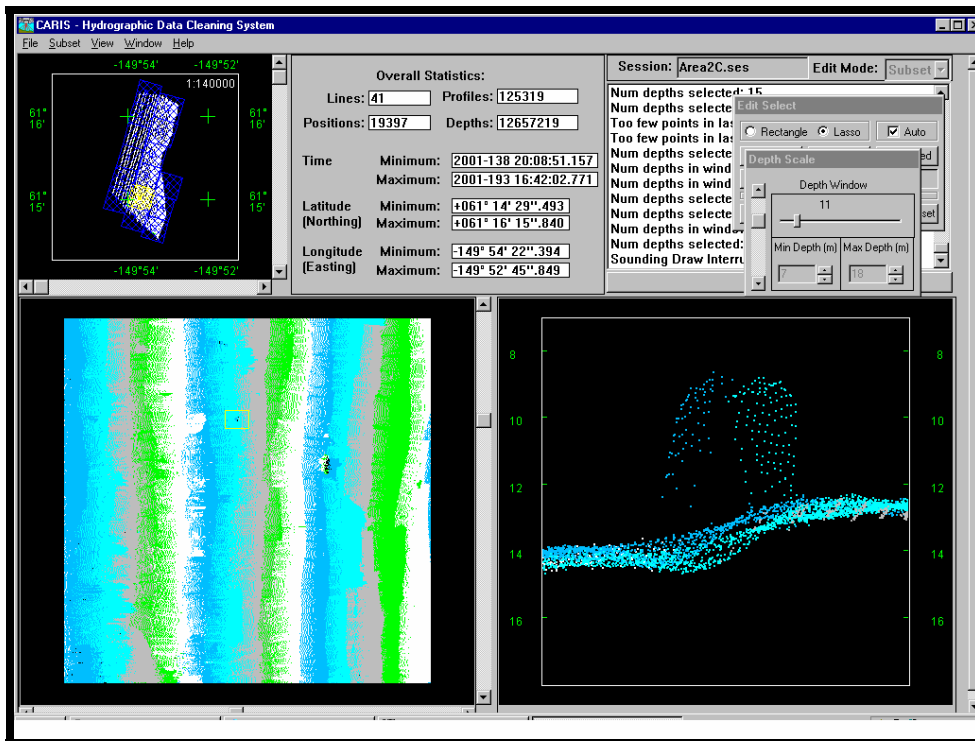 CARIS - Hydrographic Data Cleaning System
File Subset View Window Help
-149°54' -149°52'
1:140000
61° 16' 61° 16'
61° 15' 61° 15'
-149°54' -149°52'
Overall Statistics:
Lines: 41 Profiles: 125319
Positions: 19397 Depths: 12657219
Time Minimum: 2001-138 20:08:51.157
Maximum: 2001-193 16:42:02.771
Latitude (Northing) Minimum: +061° 14' 29".493
Maximum: +061° 16' 15".840
Longitude (Easting) Minimum: -149° 54' 22".394
Maximum: -149° 52' 45".849
Session: Area2C.ses Edit Mode: Subset
Num depths selected: 15
Num depths selecte
Too few points in las
Too few points in las
Num depths selecte
Num depths in wind
Num depths in wind
Num depths selecte
Num depths selecte
Num depths in window
Num depths selected:
Sounding Draw Interru
Edit Select
Rectangle Lasso Auto
Depth Scale
Depth Window
11
Min Depth (m) Max Depth (m)
7 18
8 8
10 10
12 12
14 14
16 16